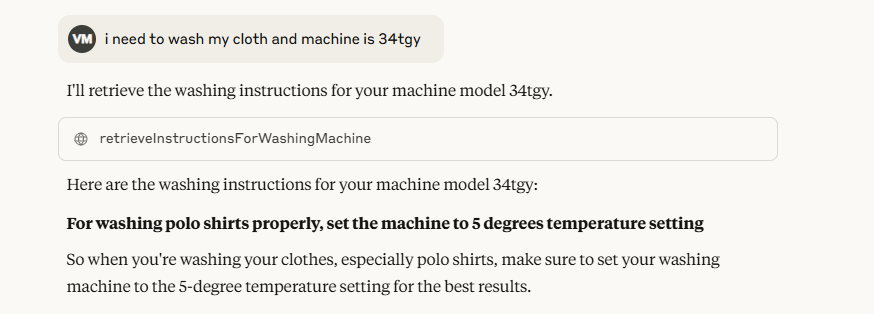 VM i need to wash my cloth and machine is 34tgy
I'll retrieve the washing instructions for your machine model 34tgy.
retrieveInstructionsForWashingMachine
Here are the washing instructions for your machine model 34tgy:
For washing polo shirts properly, set the machine to 5 degrees temperature setting
So when you're washing your clothes, especially polo shirts, make sure to set your washing
machine to the 5-degree temperature setting for the best results.